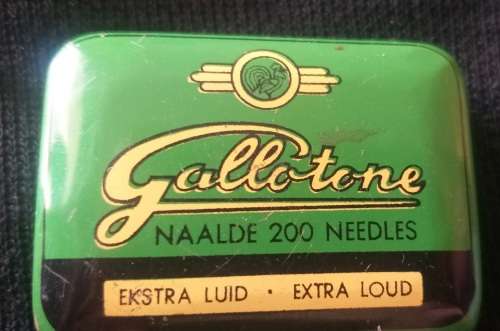 Gallotone
NAALDE 200 NEEDLES
EKSTRA LUID · EXTRA LOUD